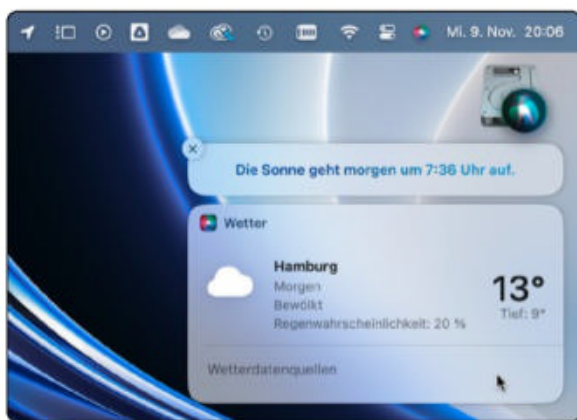 Mi. 9. Nov. 20:06
Die Sonne geht morgen um 7:36 Uhr auf.
Wetter
Hamburg
Morgen
Bewölkt
Regenwahrscheinlichkeit: 20 %
13°
Tief: 9°
Wetterdatenquellen